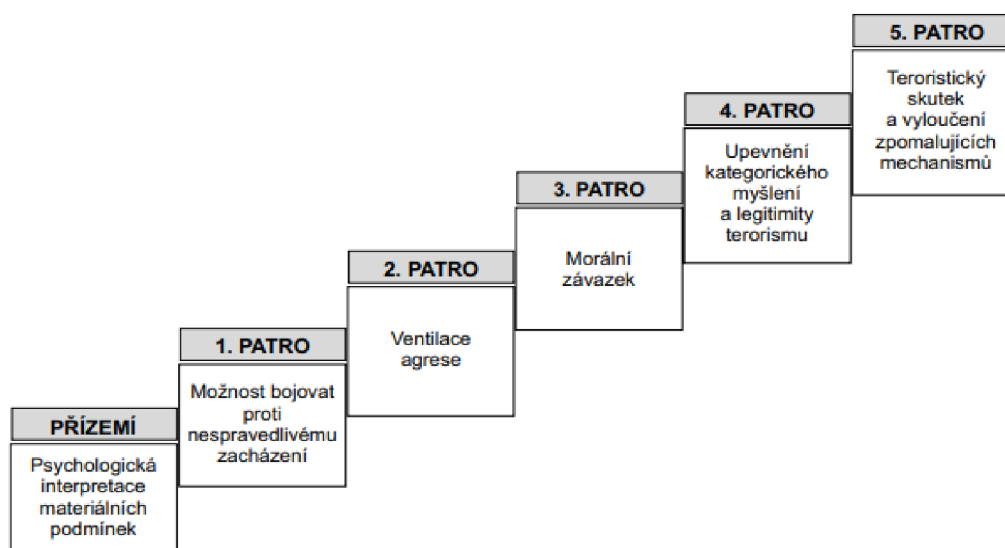 PŘÍZEMÍ
Psychologická
interpretace
materiálních
podmínek
1. PATRO
Možnost bojovat
proti
nespravedlivému
zacházení
2. PATRO
Ventilace
agrese
3. PATRO
Morální
závazek
4. PATRO
Upevnění
kategorického
myšlení
a legitimity
terorismu
5. PATRO
Teroristický
skutek
a vyloučení
zpomalujících
mechanismů